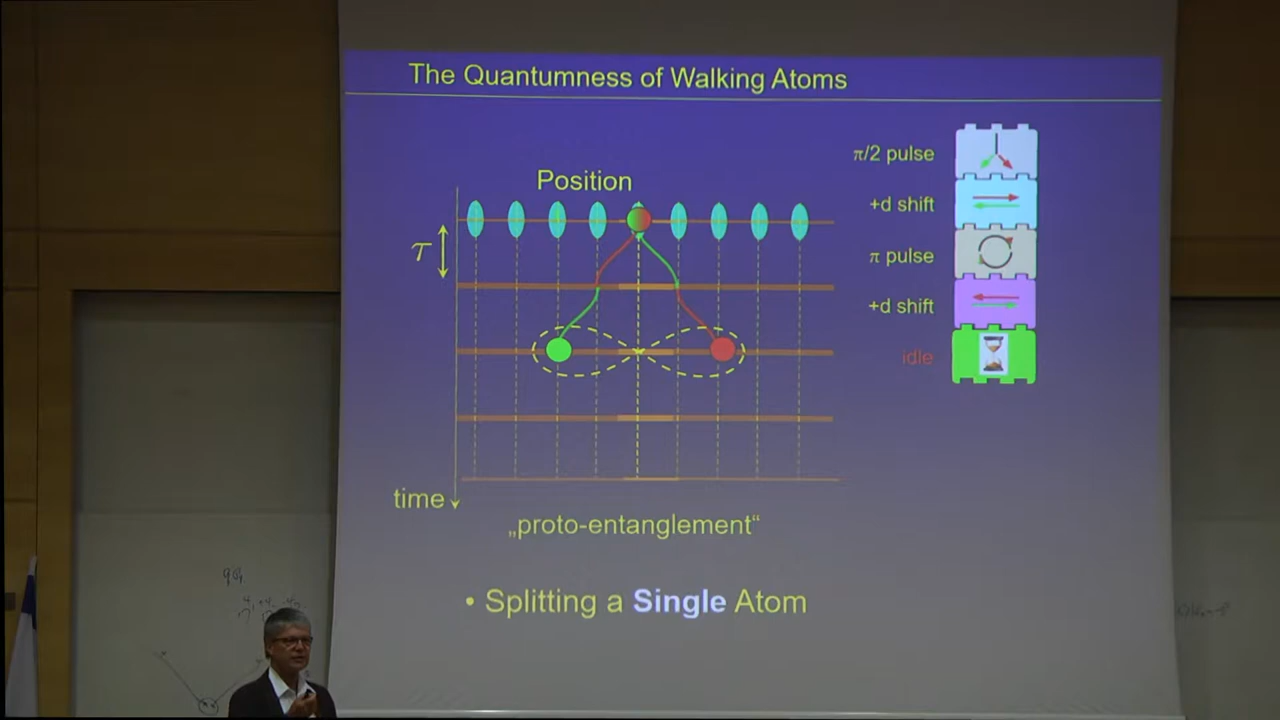 The Quantumness of Walking Atoms
π/2 pulse
Position
+d shift
τ
π pulse
+d shift
idle
time
„proto-entanglement“
• Splitting a Single Atom